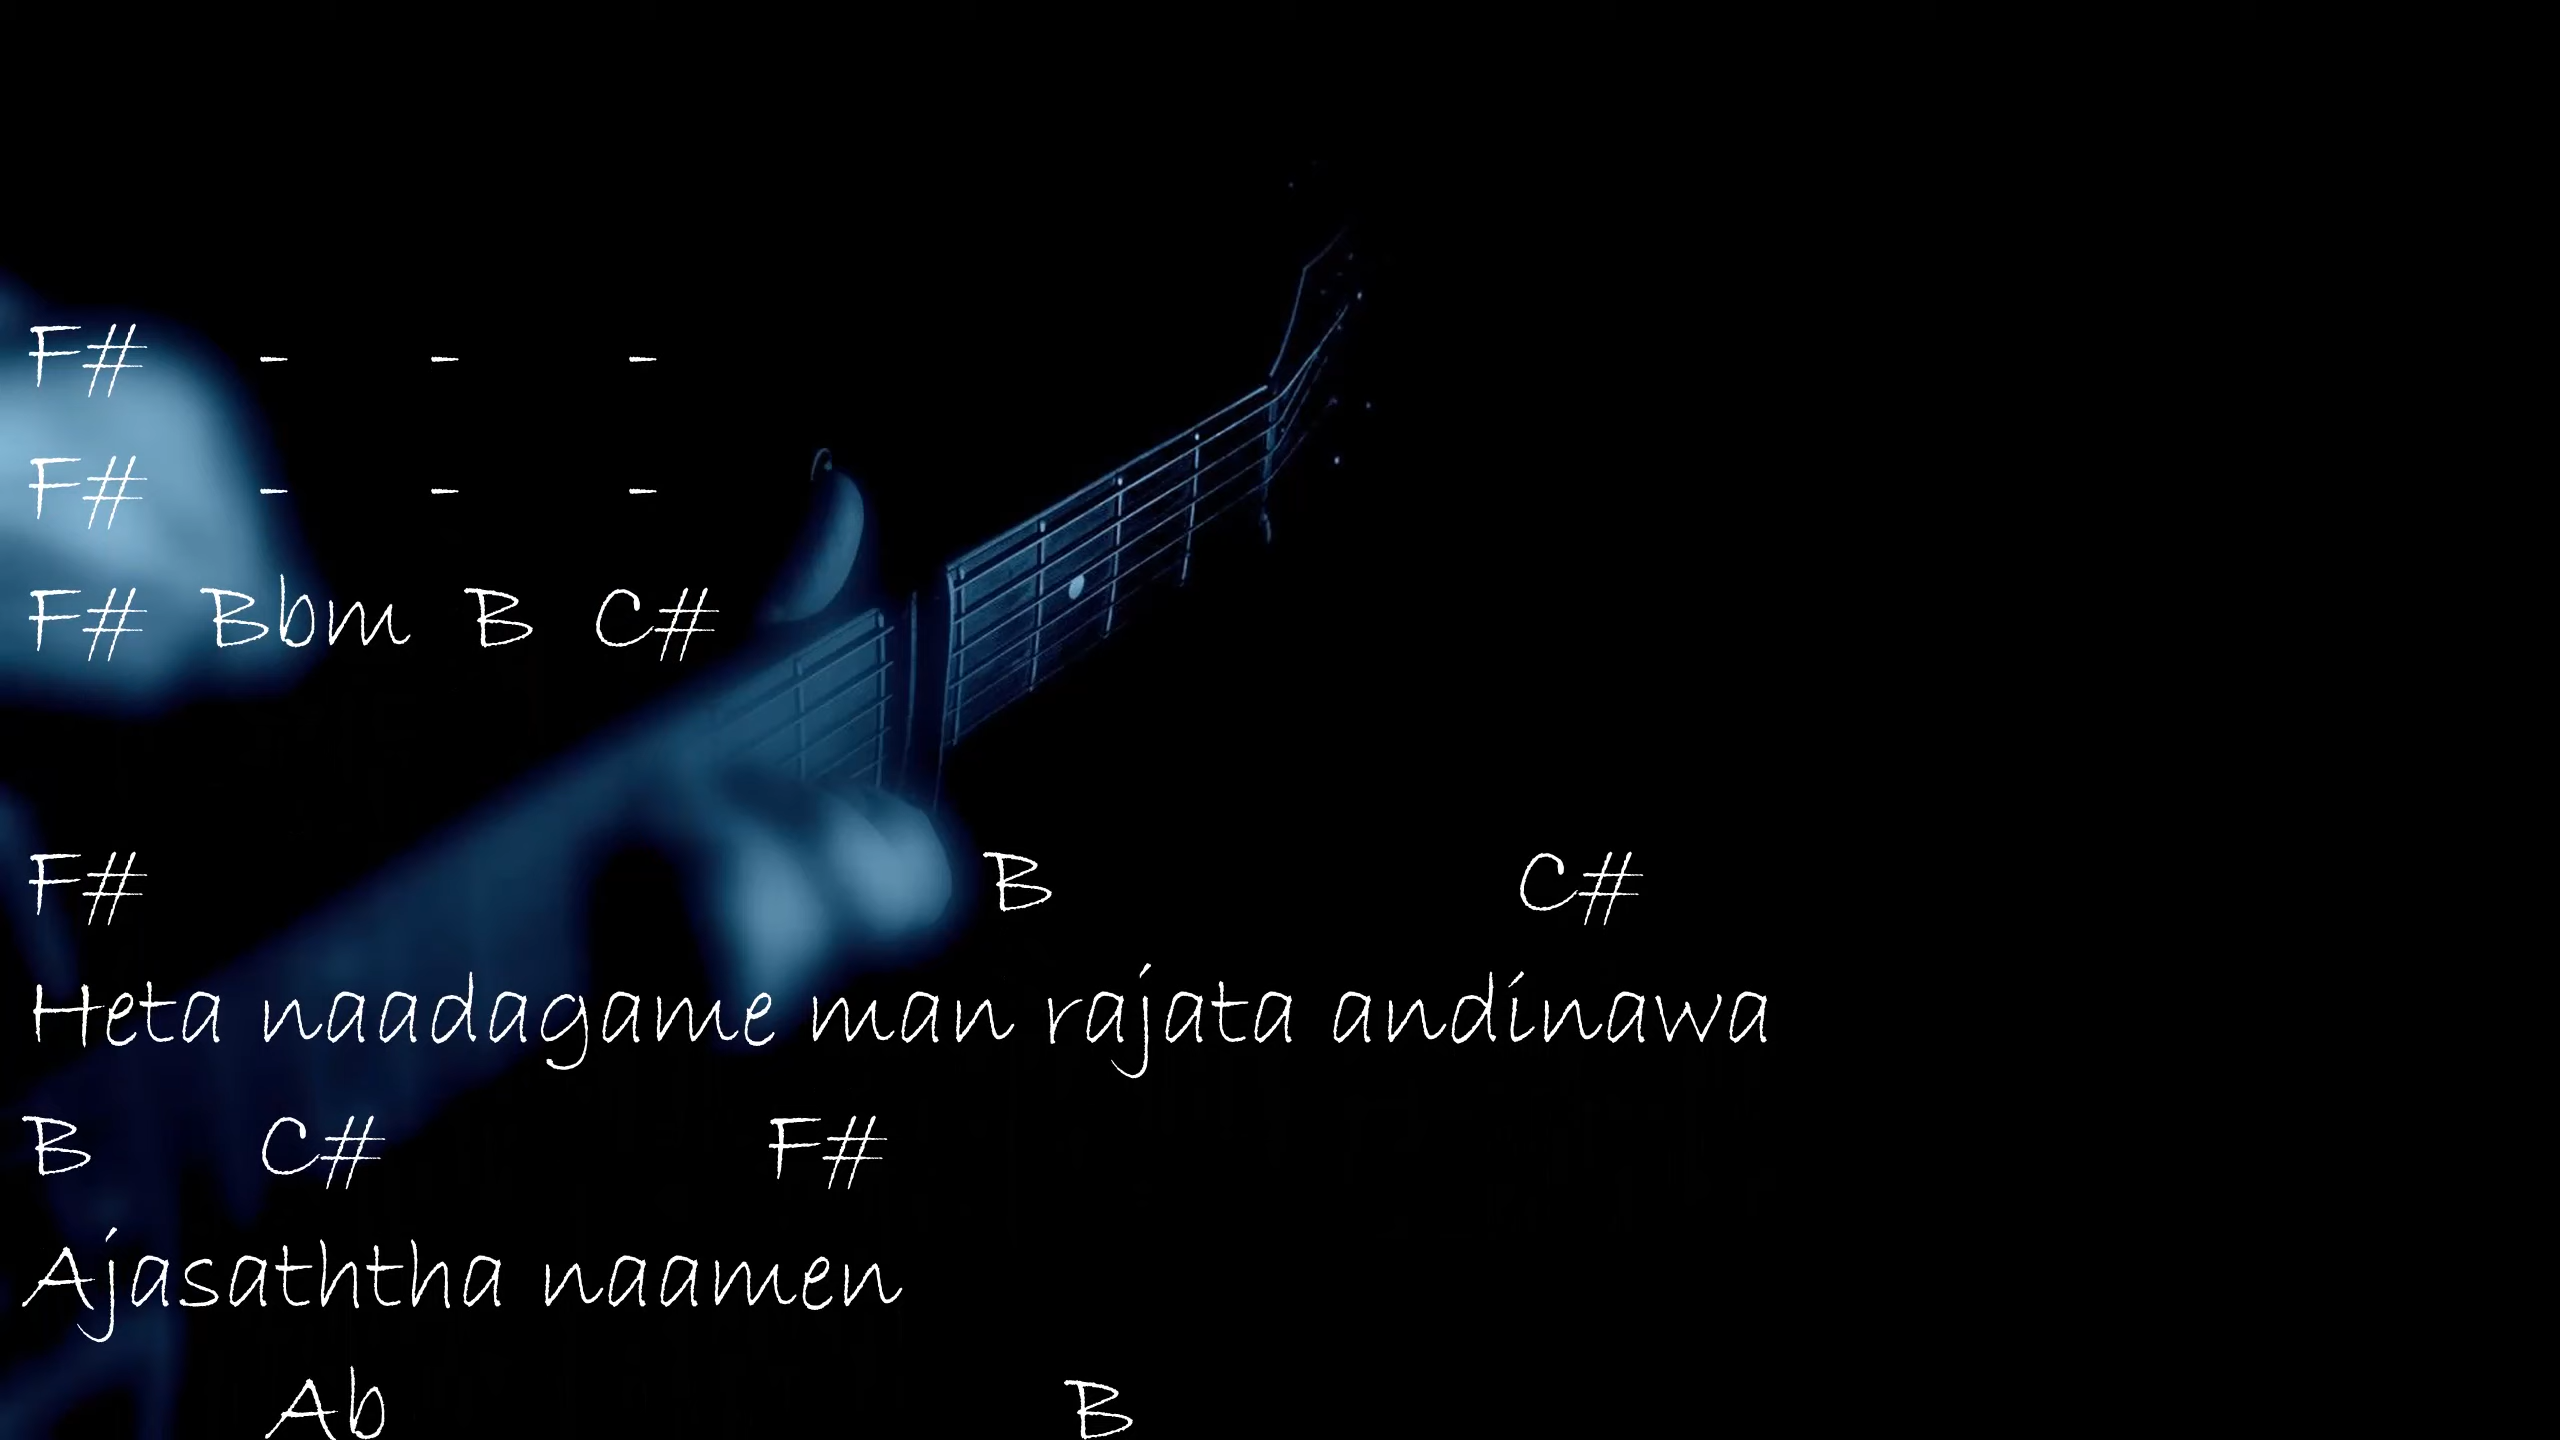 F# - - -
F# - - -
F# Bbm B C#
F# B C#
Heta naadagame man rajata andinawa
B C# F#
Ajasaththa naamen
Ab B